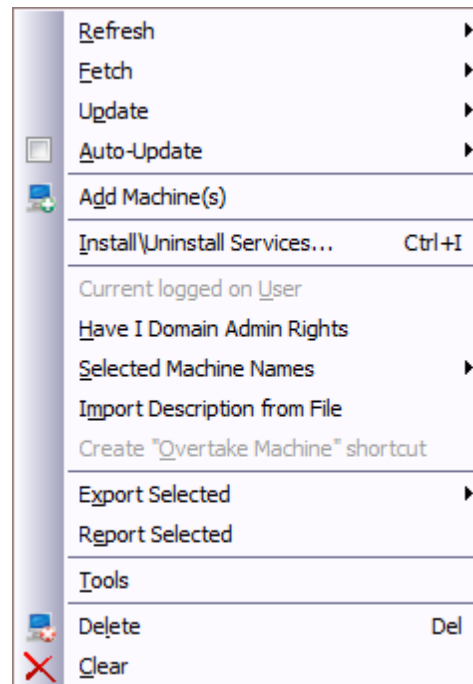 Refresh
Fetch
Update
Auto-Update
Add Machine(s)
Install\Uninstall Services... Ctrl+I
Current logged on User
Have I Domain Admin Rights
Selected Machine Names
Import Description from File
Create "Overtake Machine" shortcut
Export Selected
Report Selected
Tools
Delete Del
Clear